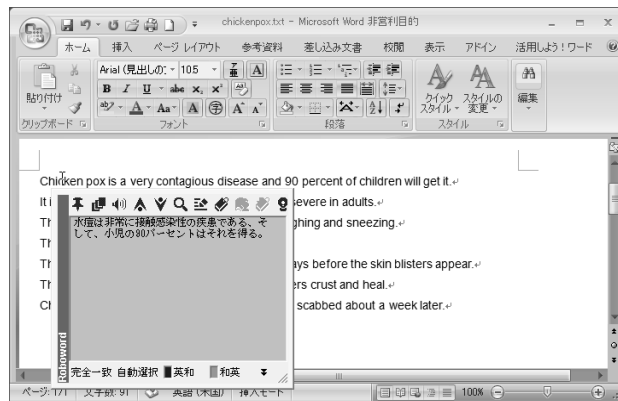 chickenpox.txt - Microsoft Word 非営利目的
ホーム 挿入 ページ レイアウト 参考資料 差し込み文書 校閲 表示 アドイン 活用しよう!ワード
Arial (見出しの: 10.5
貼り付け
クイック スタイル
スタイルの 変更
編集
クリップボード フォント 段落 スタイル
Chicken pox is a very contagious disease and 90 percent of children will get it.
It i severe in adults.
Th ghing and sneezing.
Th
Th ays before the skin blisters appear.
Th ers crust and heal.
Ch scabbed about a week later.
水痘は非常に接触感染性の疾患である、そ
して、小児の90パーセントはそれを得る。
Roboword
完全一致 自動選択 英和 和英
ページ: 1/1 文字数: 91 英語 (米国) 挿入モード 100%